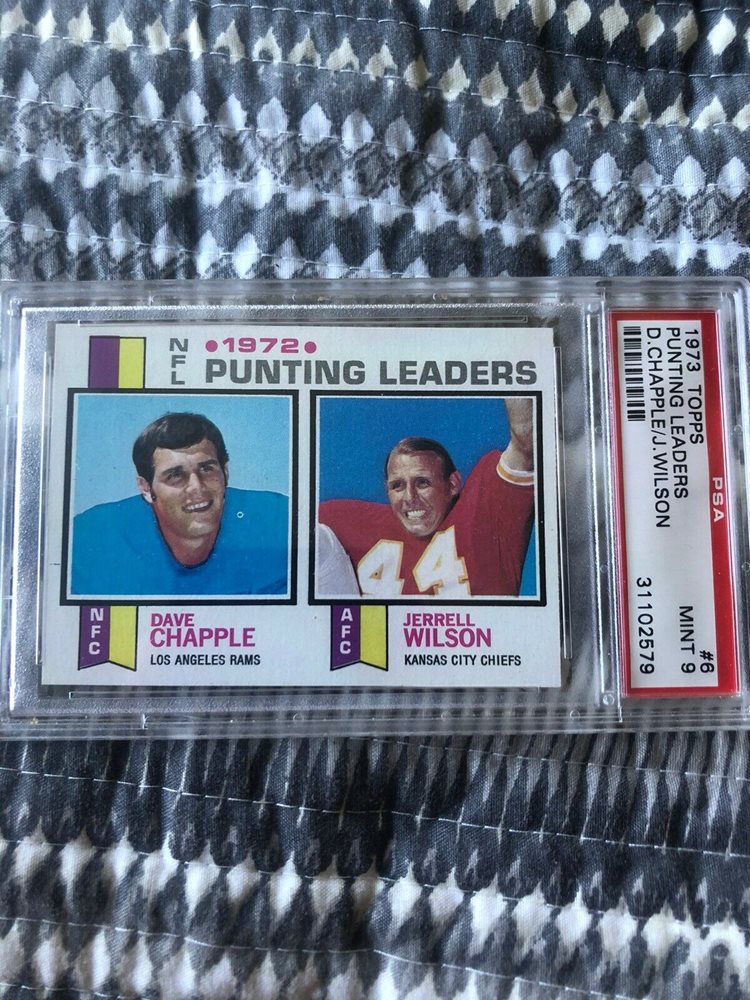 NFL
•1972•
PUNTING LEADERS
44
NFC
DAVE
CHAPPLE
LOS ANGELES RAMS
AFC
JERRELL
WILSON
KANSAS CITY CHIEFS
1973 TOPPS
PUNTING LEADERS
D.CHAPPLE/J.WILSON
PSA
#6
MINT 9
31102579